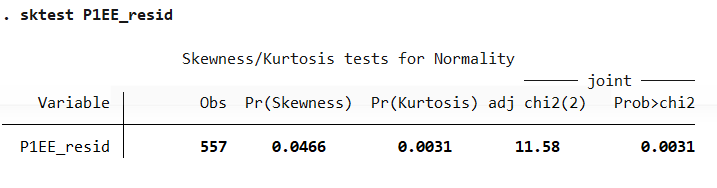 . sktest P1EE_resid
Skewness/Kurtosis tests for Normality
joint
Variable Obs Pr(Skewness) Pr(Kurtosis) adj chi2(2) Prob>chi2
P1EE_resid 557 0.0466 0.0031 11.58 0.0031